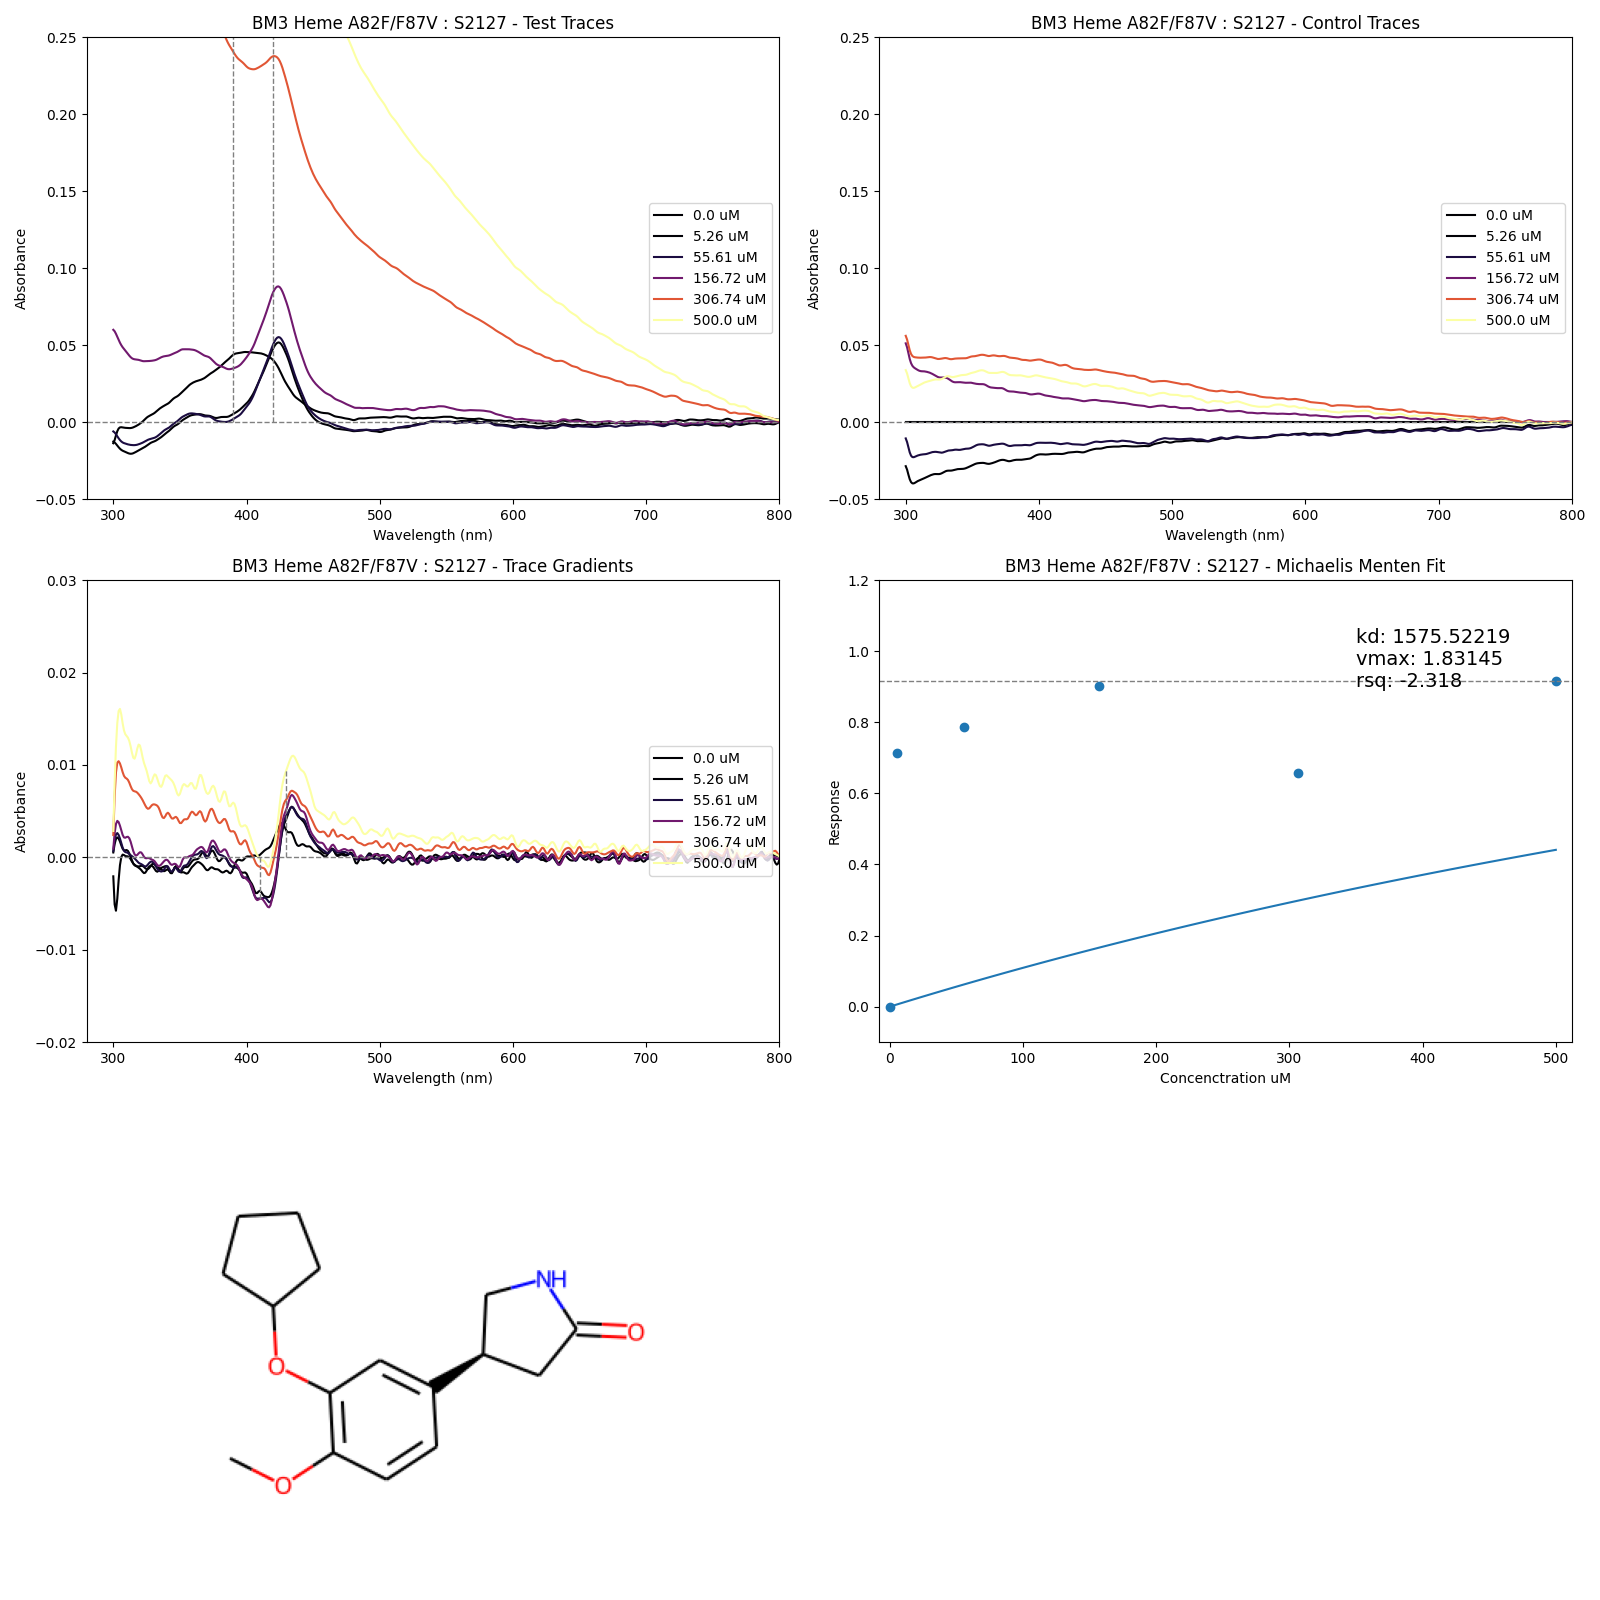 BM3 Heme A82F/F87V : S2127 - Test Traces
0.25
0.20
0.15
0.10
0.05
0.00
−0.05
Absorbance
300
400
500
600
700
800
Wavelength (nm)
0.0 uM
5.26 uM
55.61 uM
156.72 uM
306.74 uM
500.0 uM
BM3 Heme A82F/F87V : S2127 - Control Traces
0.25
0.20
0.15
0.10
0.05
0.00
−0.05
Absorbance
300
400
500
600
700
800
Wavelength (nm)
0.0 uM
5.26 uM
55.61 uM
156.72 uM
306.74 uM
500.0 uM
BM3 Heme A82F/F87V : S2127 - Trace Gradients
0.03
0.02
0.01
0.00
−0.01
−0.02
Absorbance
300
400
500
600
700
800
Wavelength (nm)
0.0 uM
5.26 uM
55.61 uM
156.72 uM
306.74 uM
500.0 uM
BM3 Heme A82F/F87V : S2127 - Michaelis Menten Fit
1.2
1.0
0.8
0.6
0.4
0.2
0.0
Response
kd: 1575.52219
vmax: 1.83145
rsq: -2.318
0
100
200
300
400
500
Concenctration uM
NH
O
O
O